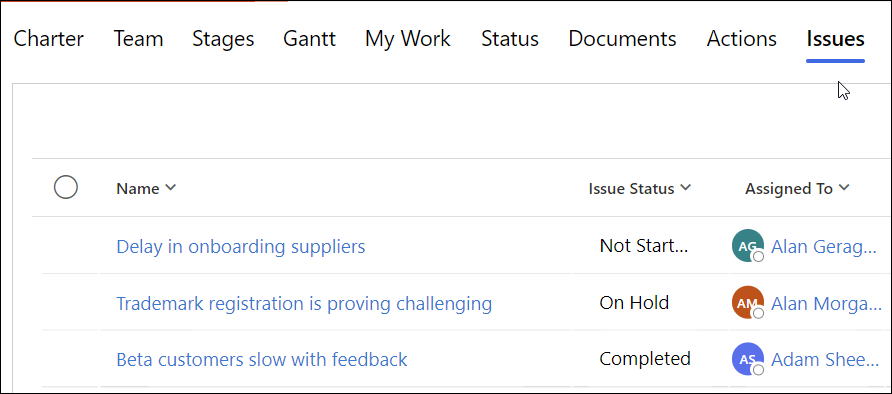 Charter Team Stages Gantt My Work Status Documents Actions Issues
Name Issue Status Assigned To
Delay in onboarding suppliers Not Start... AG Alan Gerag...
Trademark registration is proving challenging On Hold AM Alan Morga...
Beta customers slow with feedback Completed AS Adam Shee...